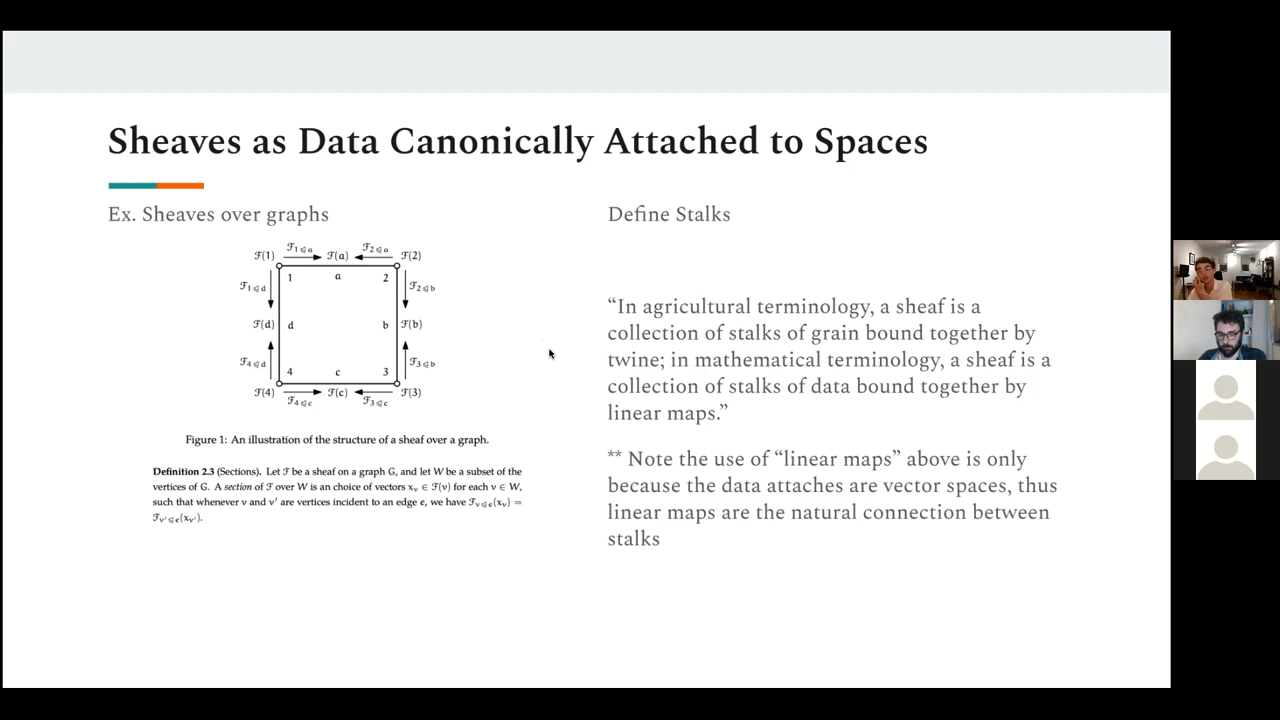 Sheaves as Data Canonically Attached to Spaces
Ex. Sheaves over graphs
ℱ(1) ℱ1⊴a ℱ(a) ℱ2⊴a ℱ(2)
1 a 2
ℱ1⊴d ℱ2⊴b
ℱ(d) d b ℱ(b)
ℱ4⊴d ℱ3⊴b
4 c 3
ℱ(4) ℱ4⊴c ℱ(c) ℱ3⊴c ℱ(3)
Figure 1: An illustration of the structure of a sheaf over a graph.
Definition 2.3 (Sections). Let ℱ be a sheaf on a graph G, and let W be a subset of the
vertices of G. A section of ℱ over W is an choice of vectors xᵥ ∈ ℱ(v) for each v ∈ W,
such that whenever v and v′ are vertices incident to an edge e, we have ℱv⊴e(xv) =
ℱv′⊴e(xv′).
Define Stalks
“In agricultural terminology, a sheaf is a
collection of stalks of grain bound together by
twine; in mathematical terminology, a sheaf is a
collection of stalks of data bound together by
linear maps.”
** Note the use of “linear maps” above is only
because the data attaches are vector spaces, thus
linear maps are the natural connection between
stalks